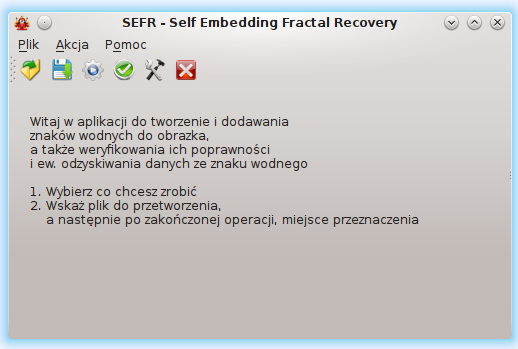 SEFR - Self Embedding Fractal Recovery
Plik Akcja Pomoc
Witaj w aplikacji do tworzenie i dodawania
znaków wodnych do obrazka,
a także weryfikowania ich poprawności
i ew. odzyskiwania danych ze znaku wodnego
1. Wybierz co chcesz zrobić
2. Wskaż plik do przetworzenia,
a następnie po zakończonej operacji, miejsce przeznaczenia